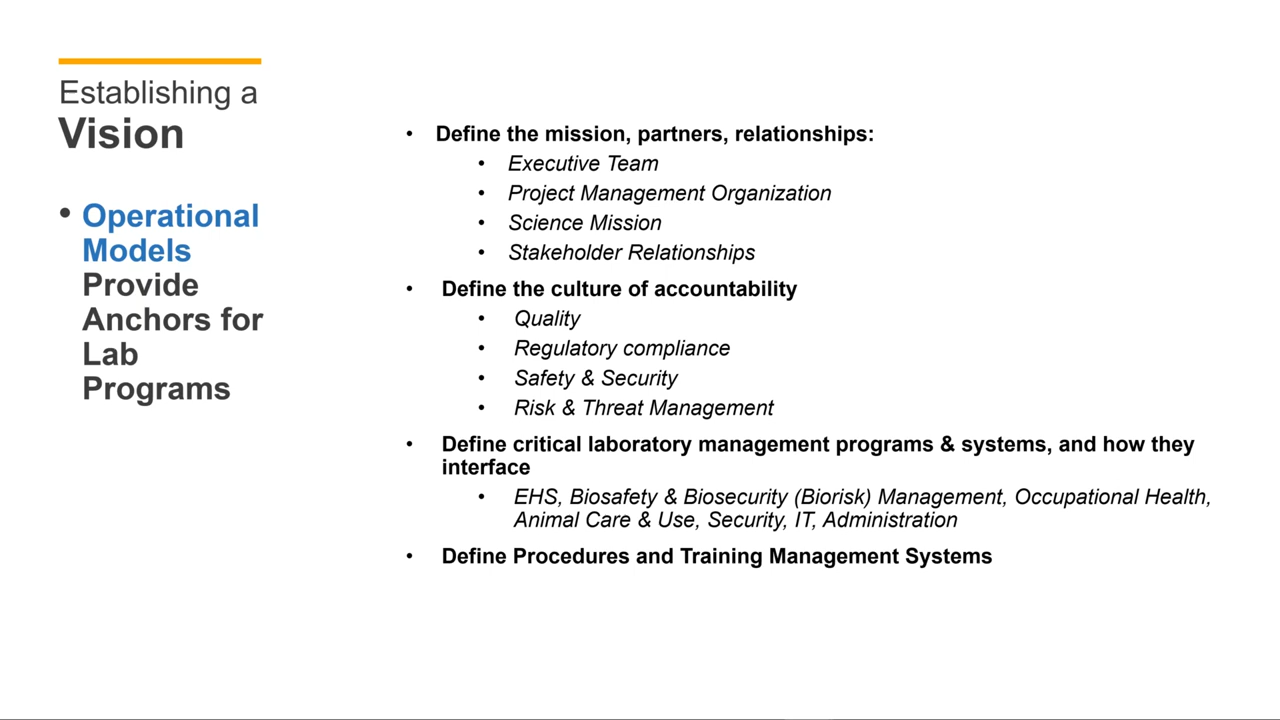 Establishing a
Vision
• Operational
Models
Provide
Anchors for
Lab
Programs
• Define the mission, partners, relationships:
• Executive Team
• Project Management Organization
• Science Mission
• Stakeholder Relationships
• Define the culture of accountability
• Quality
• Regulatory compliance
• Safety & Security
• Risk & Threat Management
• Define critical laboratory management programs & systems, and how they
interface
• EHS, Biosafety & Biosecurity (Biorisk) Management, Occupational Health,
Animal Care & Use, Security, IT, Administration
• Define Procedures and Training Management Systems